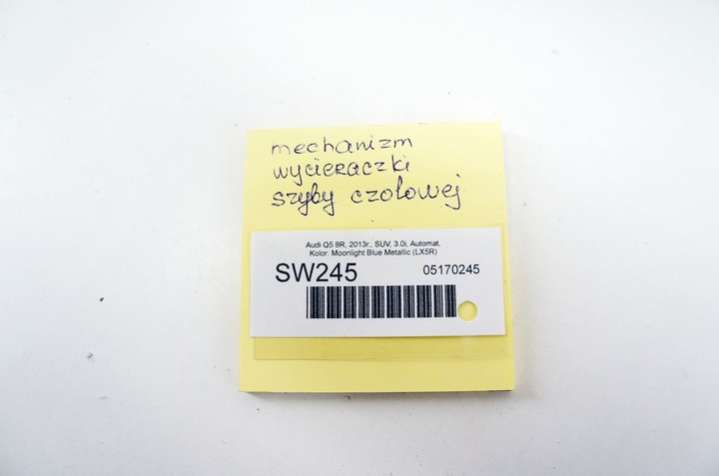 mechanizm
wycieraczki
szyby czołowej
Audi Q5 8R, 2013r., SUV, 3.0i, Automat,
Kolor: Moonlight Blue Metallic (LX5R)
SW245 05170245